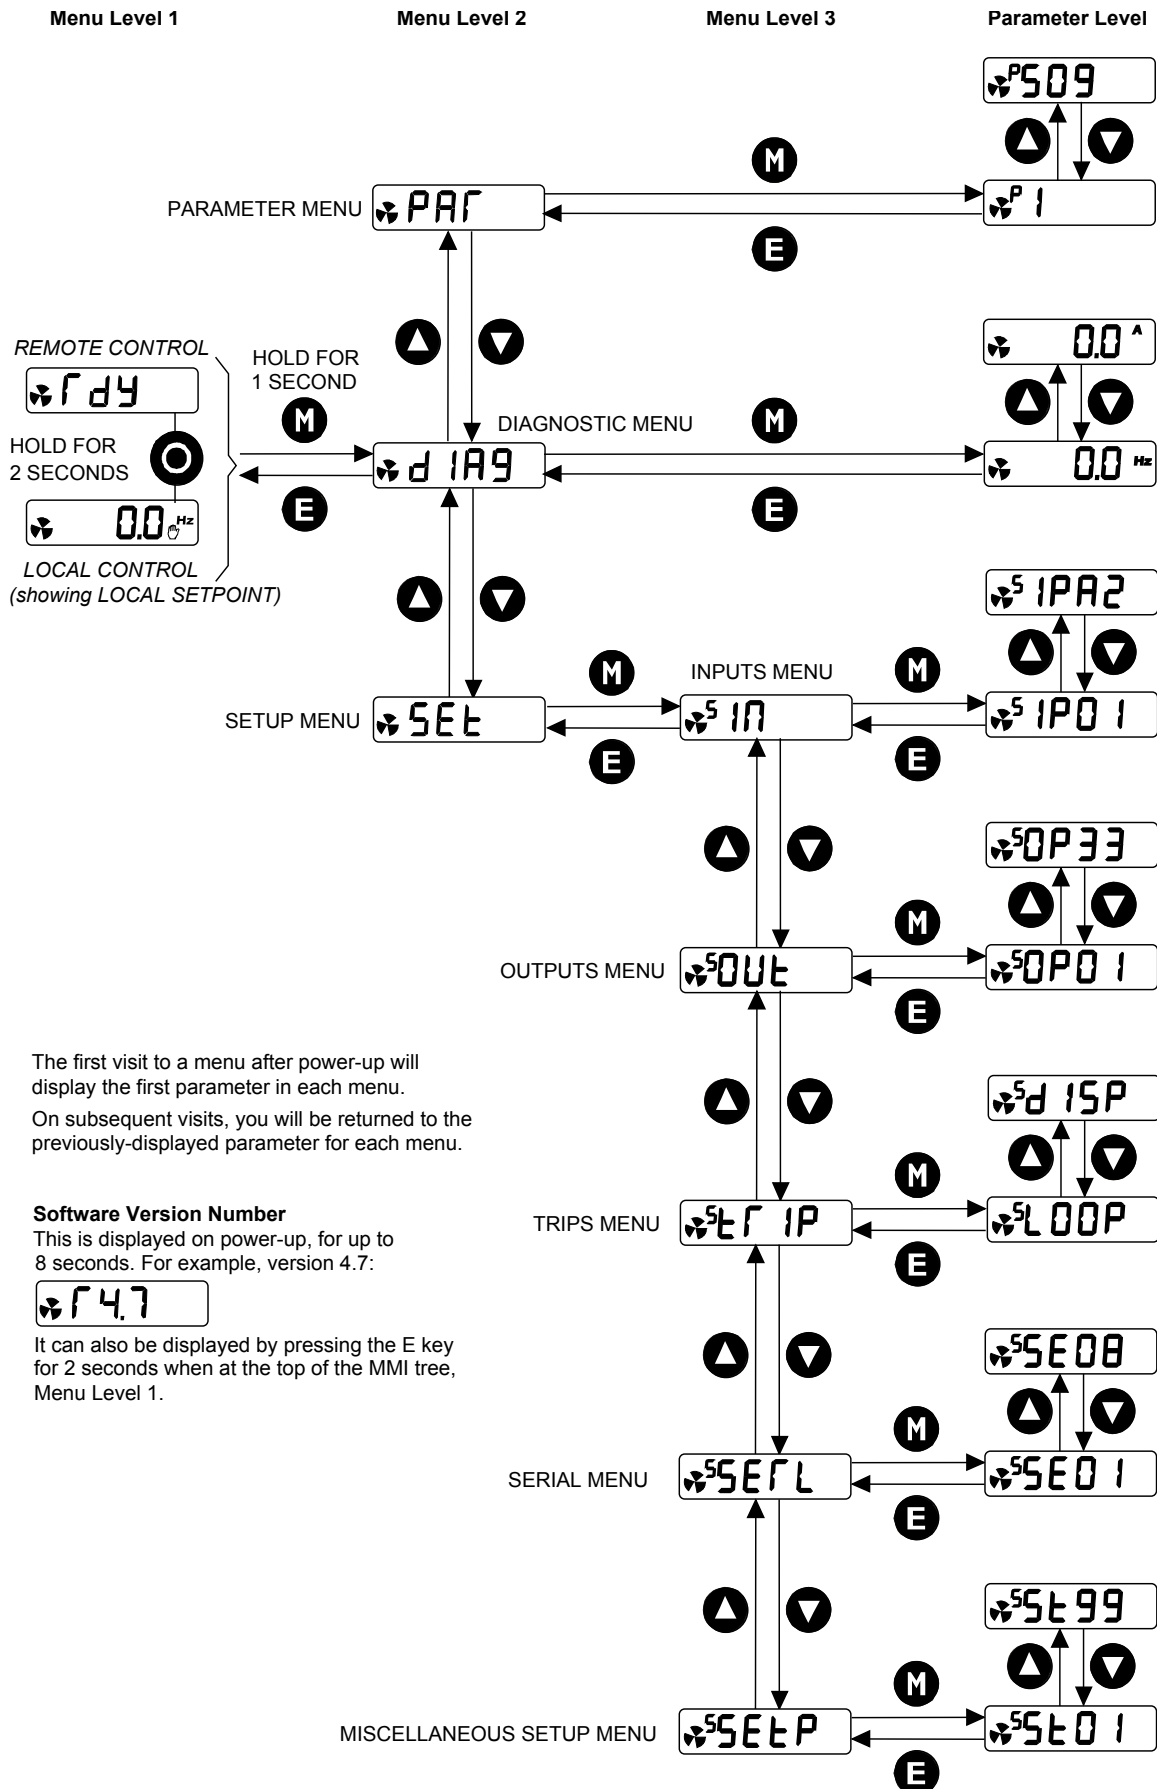 Menu Level 1 Menu Level 2 Menu Level 3 Parameter Level
PS09
M
PARAMETER MENU PAr P 1
E
0.0 A
REMOTE CONTROL
rdY
HOLD FOR
1 SECOND
M
DIAGNOSTIC MENU
M
HOLD FOR
2 SECONDS
dIAg
0.0 Hz
E
E
0.0 Hz
LOCAL CONTROL
(showing LOCAL SETPOINT)
S IPA2
M
INPUTS MENU
M
SETUP MENU SEt S In S IP01
E
E
S OP33
M
OUTPUTS MENU S OUt S OP01
E
The first visit to a menu after power-up will
display the first parameter in each menu.
On subsequent visits, you will be returned to the
previously-displayed parameter for each menu.
S dISP
M
TRIPS MENU S trIP S LOOP
E
Software Version Number
This is displayed on power-up, for up to
8 seconds. For example, version 4.7:
r4.7
It can also be displayed by pressing the E key
for 2 seconds when at the top of the MMI tree,
Menu Level 1.
S SE08
M
SERIAL MENU S SErL S SE01
E
S St99
M
MISCELLANEOUS SETUP MENU S SEtP S St01
E